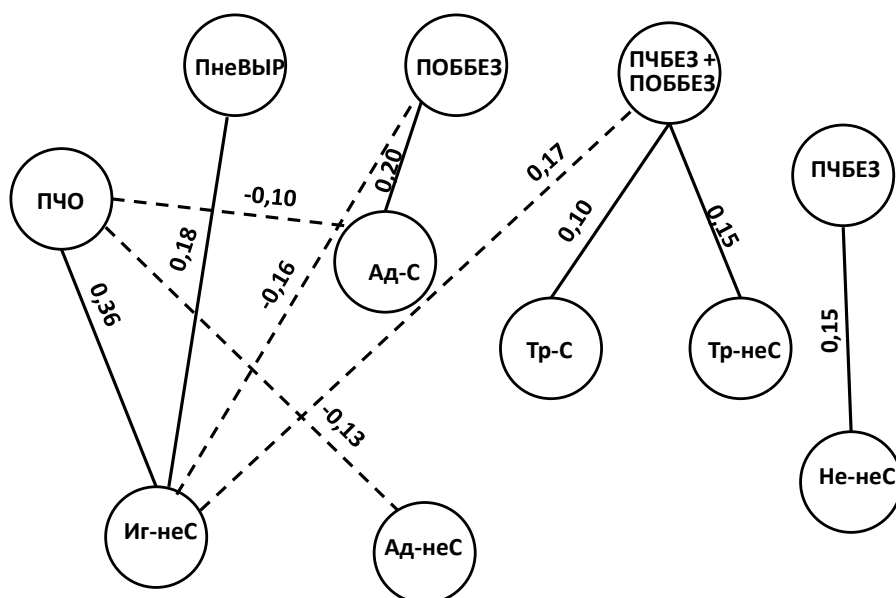 ПнеВЫР
ПОББЕЗ
ПЧБЕЗ +
ПОББЕЗ
ПЧБЕЗ
ПЧО
-0,10
0,20
0,17
0,18
-0,16
0,10
0,15
0,36
Ад-С
Тр-С
Тр-неС
0,15
-0,13
Не-неС
Иг-неС
Ад-неС